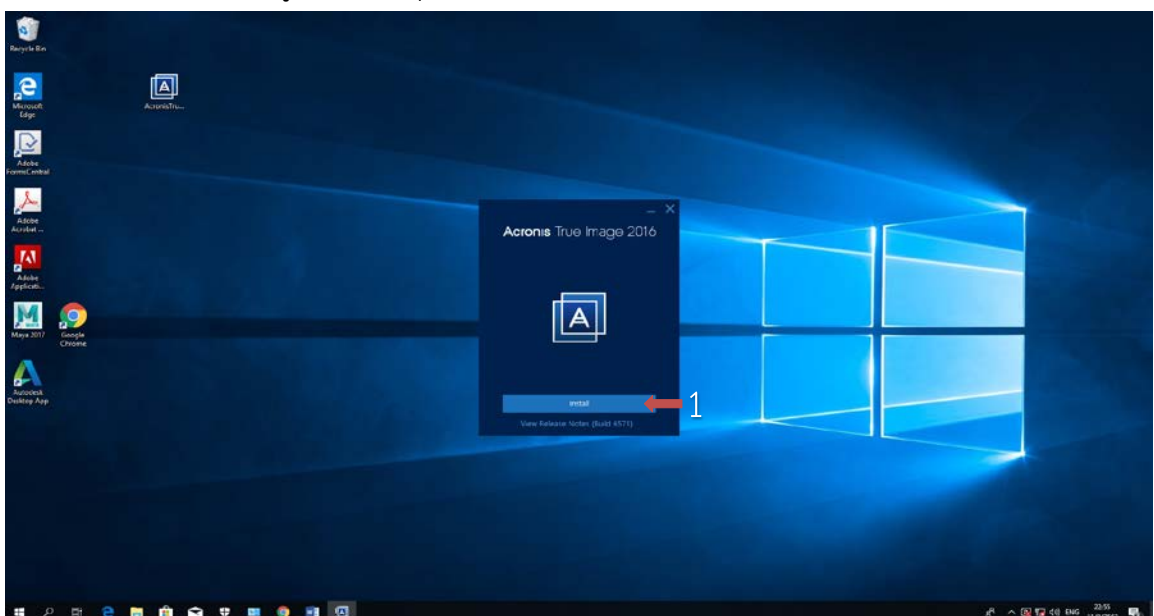 Recycle Bin
Microsoft
Edge
AcronisTru...
Adobe
FormsCentral
Adobe
Acrobat ...
Adobe
Applicati...
Maya 2017
Google
Chrome
Autodesk
Desktop App
Acronis True Image 2016
Install
1
View Release Notes (Build 6571)
ENG
22:55